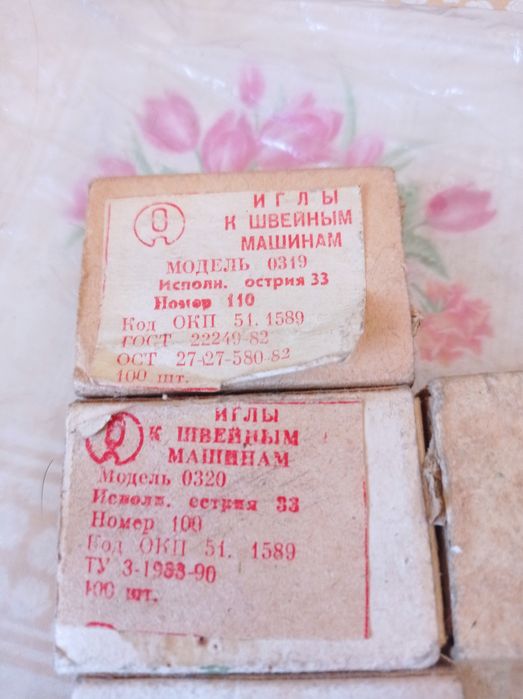 ИГЛЫ
К ШВЕЙНЫМ
МАШИНАМ
МОДЕЛЬ 0319
Исполн. острия 33
Номер 110
Код ОКП 51. 1589
ГОСТ 22249-82
ОСТ 27-27-580-82
100 шт.
ИГЛЫ
К ШВЕЙНЫМ
МАШИНАМ
Модель 0320
Исполн. острия 33
Номер 100
Код ОКП 51. 1589
ТУ 3-1933-90
100 шт.